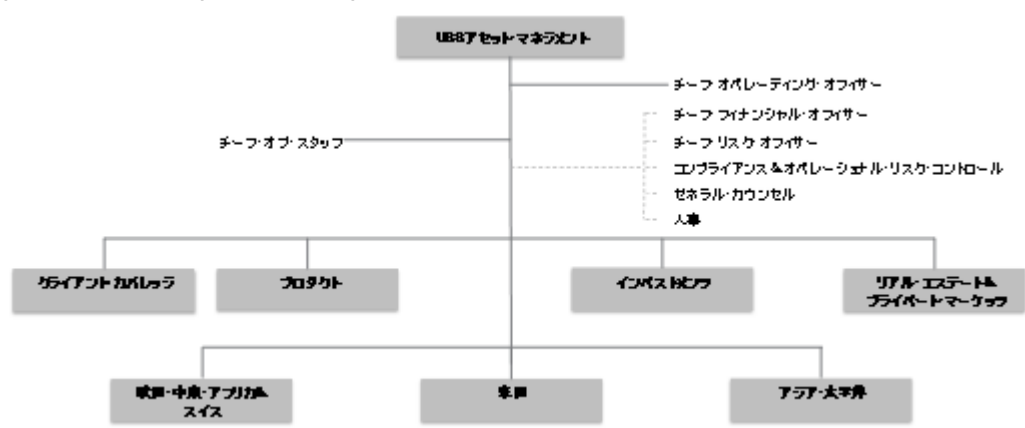 UBSアセット・マネジメント
チーフ・オペレーティング・オフィサー
チーフ・フィナンシャル・オフィサー
チーフ・オブ・スタッフ
チーフ・リスク・オフィサー
コンプライアンス&オペレーショナル・リスク・コントロール
ゼネラル・カウンセル
人事
クライアントカバレッジ
プロダクト
インベストメンツ
リアル・エステート&
プライベート・マーケッツ
欧州・中東・アフリカ&
スイス
米国
アジア・太平洋